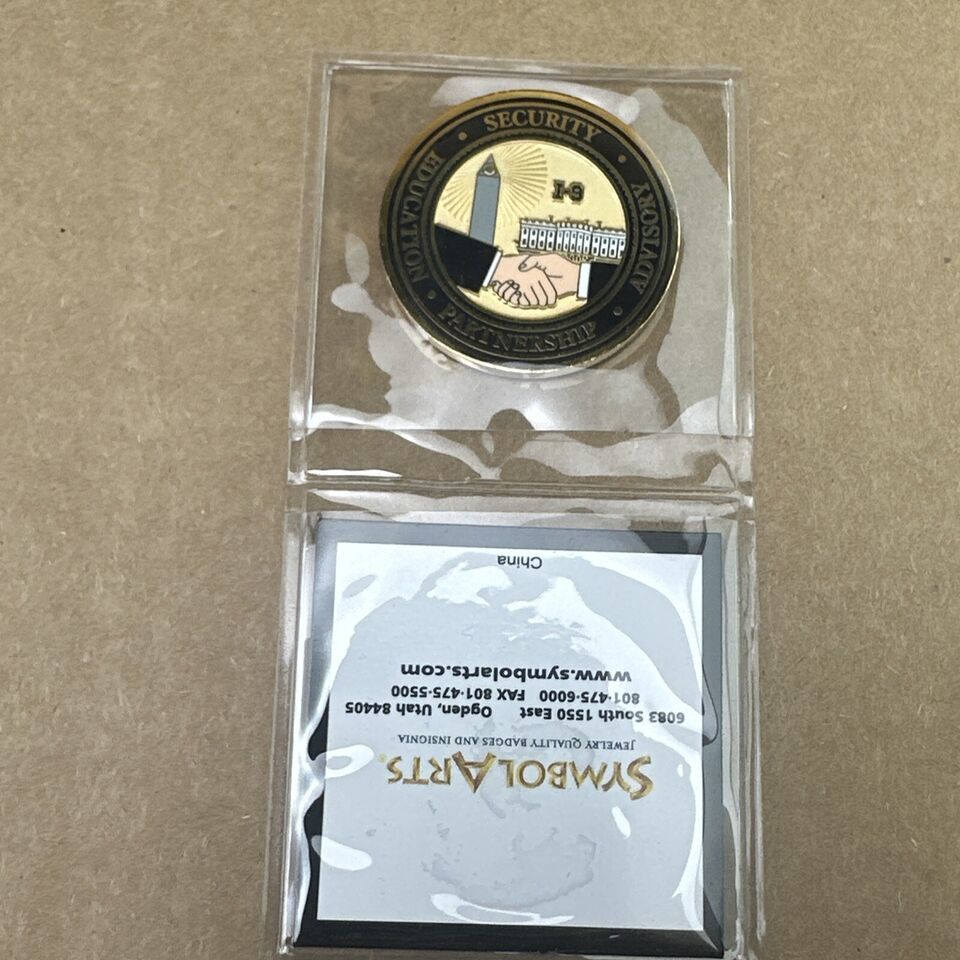 SECURITY
ADVISORY
PARTNERSHIP
EDUCATION
I-9
SYMBOLARTS®
JEWELRY QUALITY BADGES AND INSIGNIA
6083 South 1550 East Ogden, Utah 84405
801-475-6000 FAX 801-475-5500
www.symbolarts.com
China